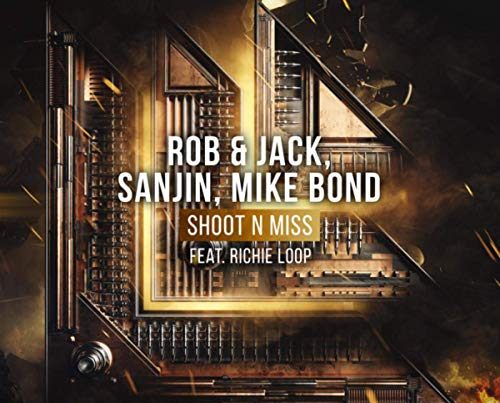 ROB & JACK,
SANJIN, MIKE BOND
SHOOT N MISS
FEAT. RICHIE LOOP